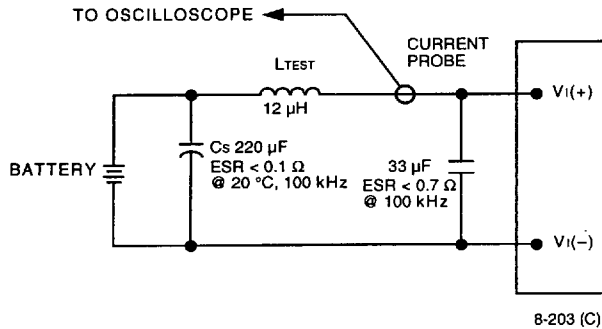 TO OSCILLOSCOPE
CURRENT
PROBE
LTEST
12 µH
VI(+)
Cs 220 µF
ESR < 0.1 Ω
@ 20 °C, 100 kHz
BATTERY
33 µF
ESR < 0.7 Ω
@ 100 kHz
VI(–)
8-203 (C)